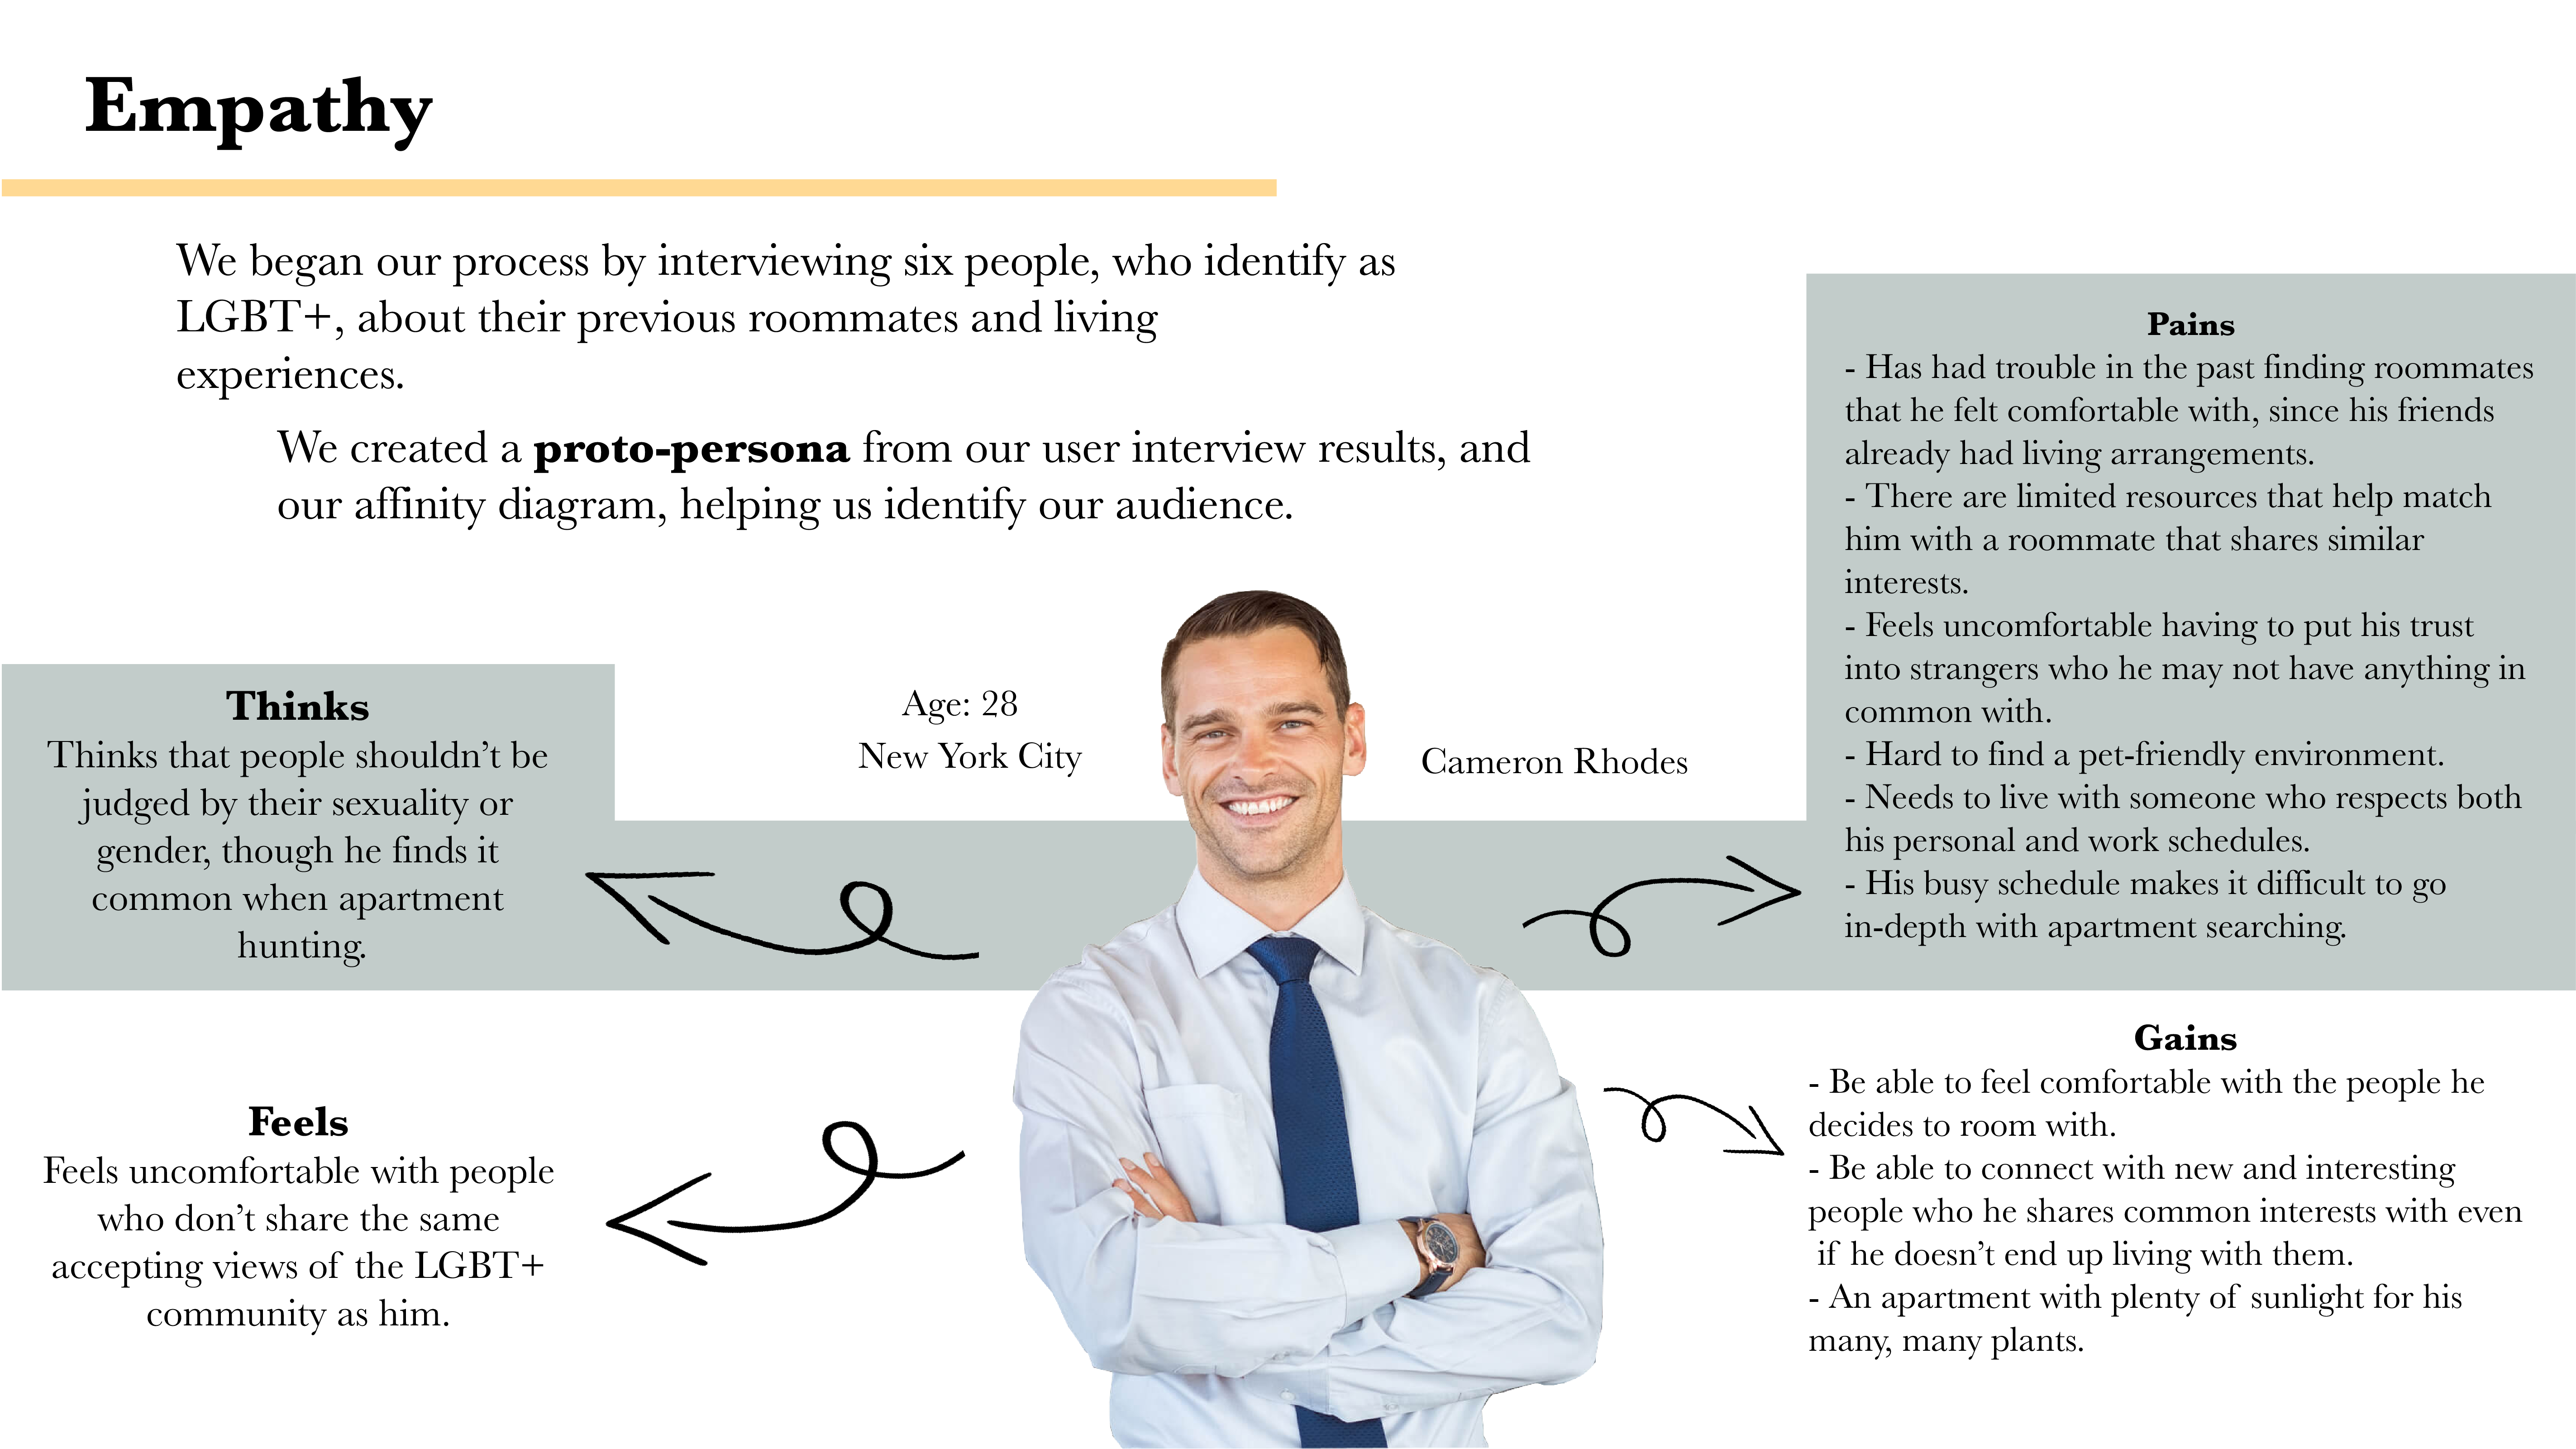 Empathy
We began our process by interviewing six people, who identify as
LGBT+, about their previous roommates and living
experiences.
We created a proto-persona from our user interview results, and
our affinity diagram, helping us identify our audience.
Thinks
Thinks that people shouldn’t be
judged by their sexuality or
gender, though he finds it
common when apartment
hunting.
Feels
Feels uncomfortable with people
who don’t share the same
accepting views of the LGBT+
community as him.
Age: 28
New York City
Cameron Rhodes
Pains
- Has had trouble in the past finding roommates
that he felt comfortable with, since his friends
already had living arrangements.
- There are limited resources that help match
him with a roommate that shares similar
interests.
- Feels uncomfortable having to put his trust
into strangers who he may not have anything in
common with.
- Hard to find a pet-friendly environment.
- Needs to live with someone who respects both
his personal and work schedules.
- His busy schedule makes it difficult to go
in-depth with apartment searching.
Gains
- Be able to feel comfortable with the people he
decides to room with.
- Be able to connect with new and interesting
people who he shares common interests with even
if he doesn’t end up living with them.
- An apartment with plenty of sunlight for his
many, many plants.